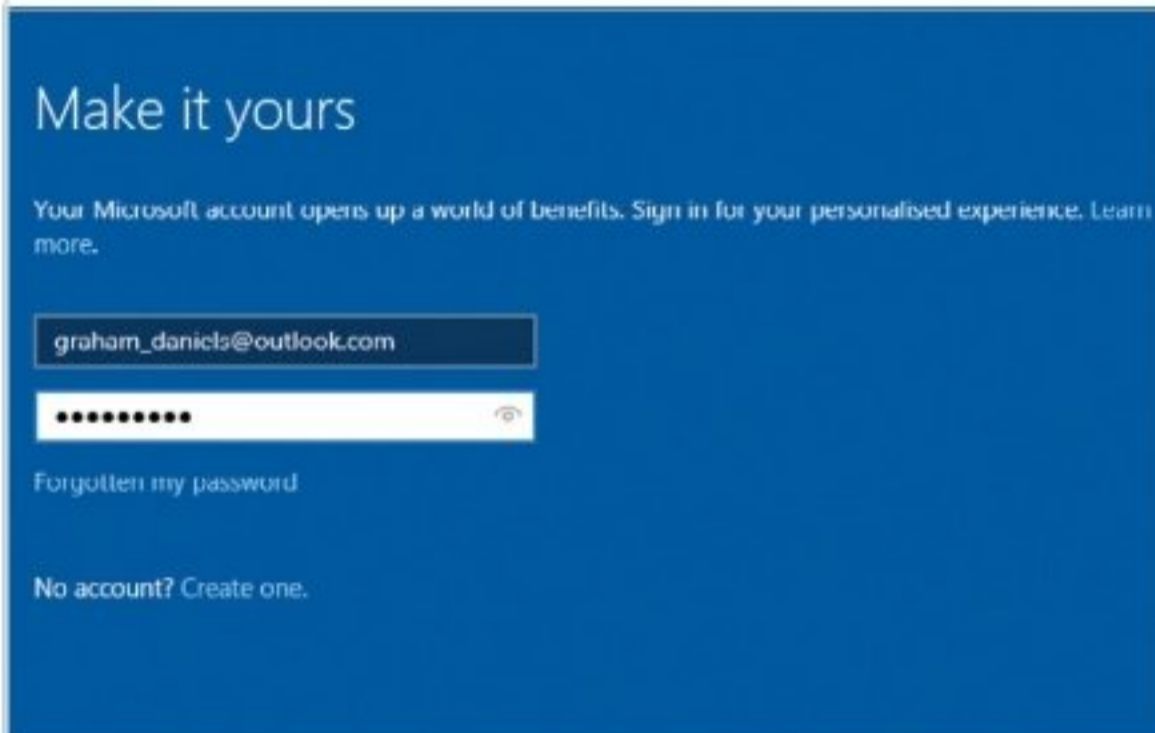 Make it yours
Your Microsoft account opens up a world of benefits. Sign in for your personalised experience. Learn
more.
graham_daniels@outlook.com
•••••••••
Forgotten my password
No account? Create one.